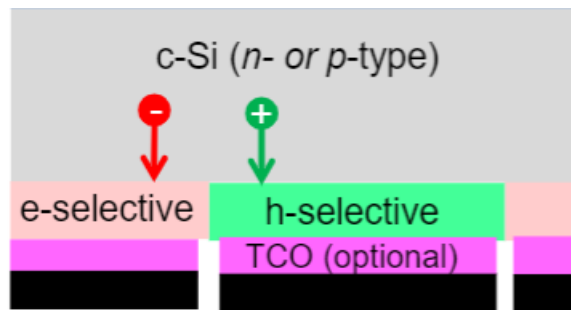 c-Si (n- or p-type)
-
+
e-selective
h-selective
TCO (optional)